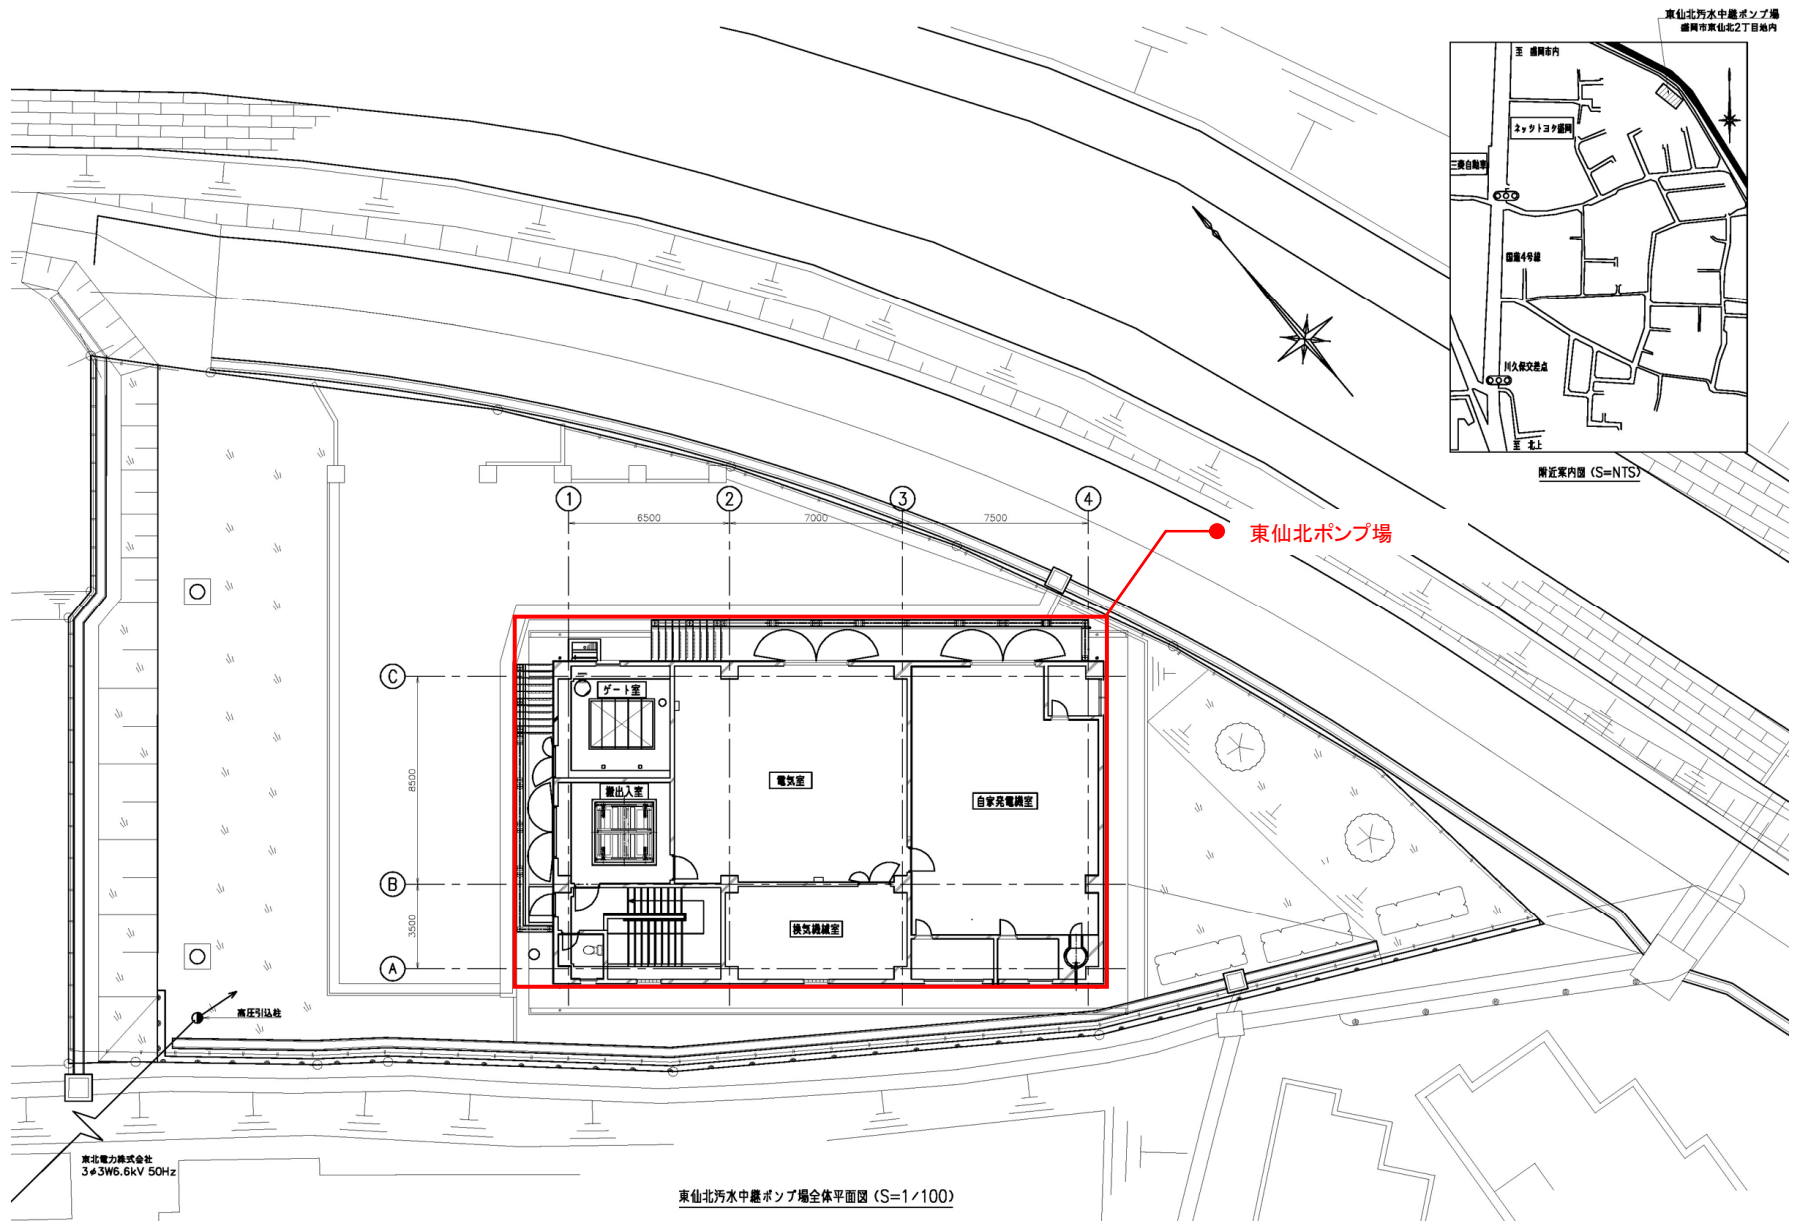 東仙北汚水中継ポンプ場
盛岡市東仙北2丁目地内
至 盛岡市内
ネッツトヨタ盛岡
三菱自動車
国道4号線
川久保交差点
至 北上
附近案内図 (S=NTS)
1
2
3
4
6500
7000
7500
東仙北ポンプ場
C
B
A
8500
3500
ゲート室
搬出入室
電気室
自家発電機室
換気機械室
高圧引込柱
東北電力株式会社
3φ3W6.6kV 50Hz
東仙北汚水中継ポンプ場全体平面図 (S=1/100)